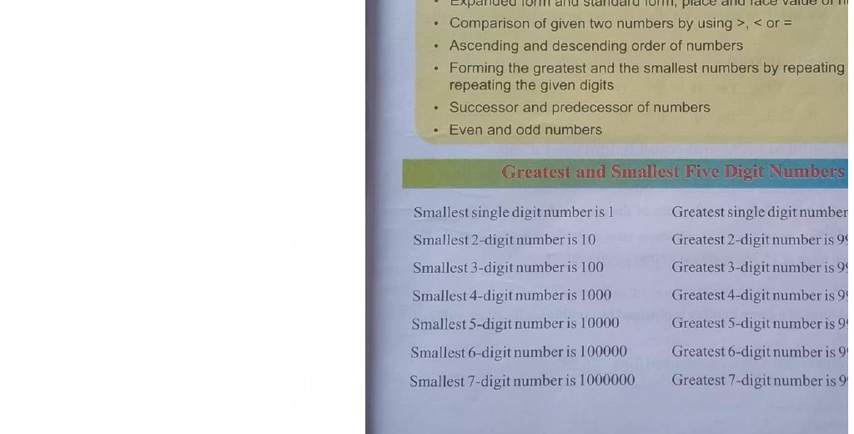 Expanded form and standard form, place and face value of
• Comparison of given two numbers by using >, < or =
• Ascending and descending order of numbers
• Forming the greatest and the smallest numbers by repeating
repeating the given digits
• Successor and predecessor of numbers
• Even and odd numbers
Greatest and Smallest Five Digit Numbers
Smallest single digit number is 1 Greatest single digit number
Smallest 2-digit number is 10 Greatest 2-digit number is 9
Smallest 3-digit number is 100 Greatest 3-digit number is 9
Smallest 4-digit number is 1000 Greatest 4-digit number is 9
Smallest 5-digit number is 10000 Greatest 5-digit number is 9
Smallest 6-digit number is 100000 Greatest 6-digit number is 9
Smallest 7-digit number is 1000000 Greatest 7-digit number is 9